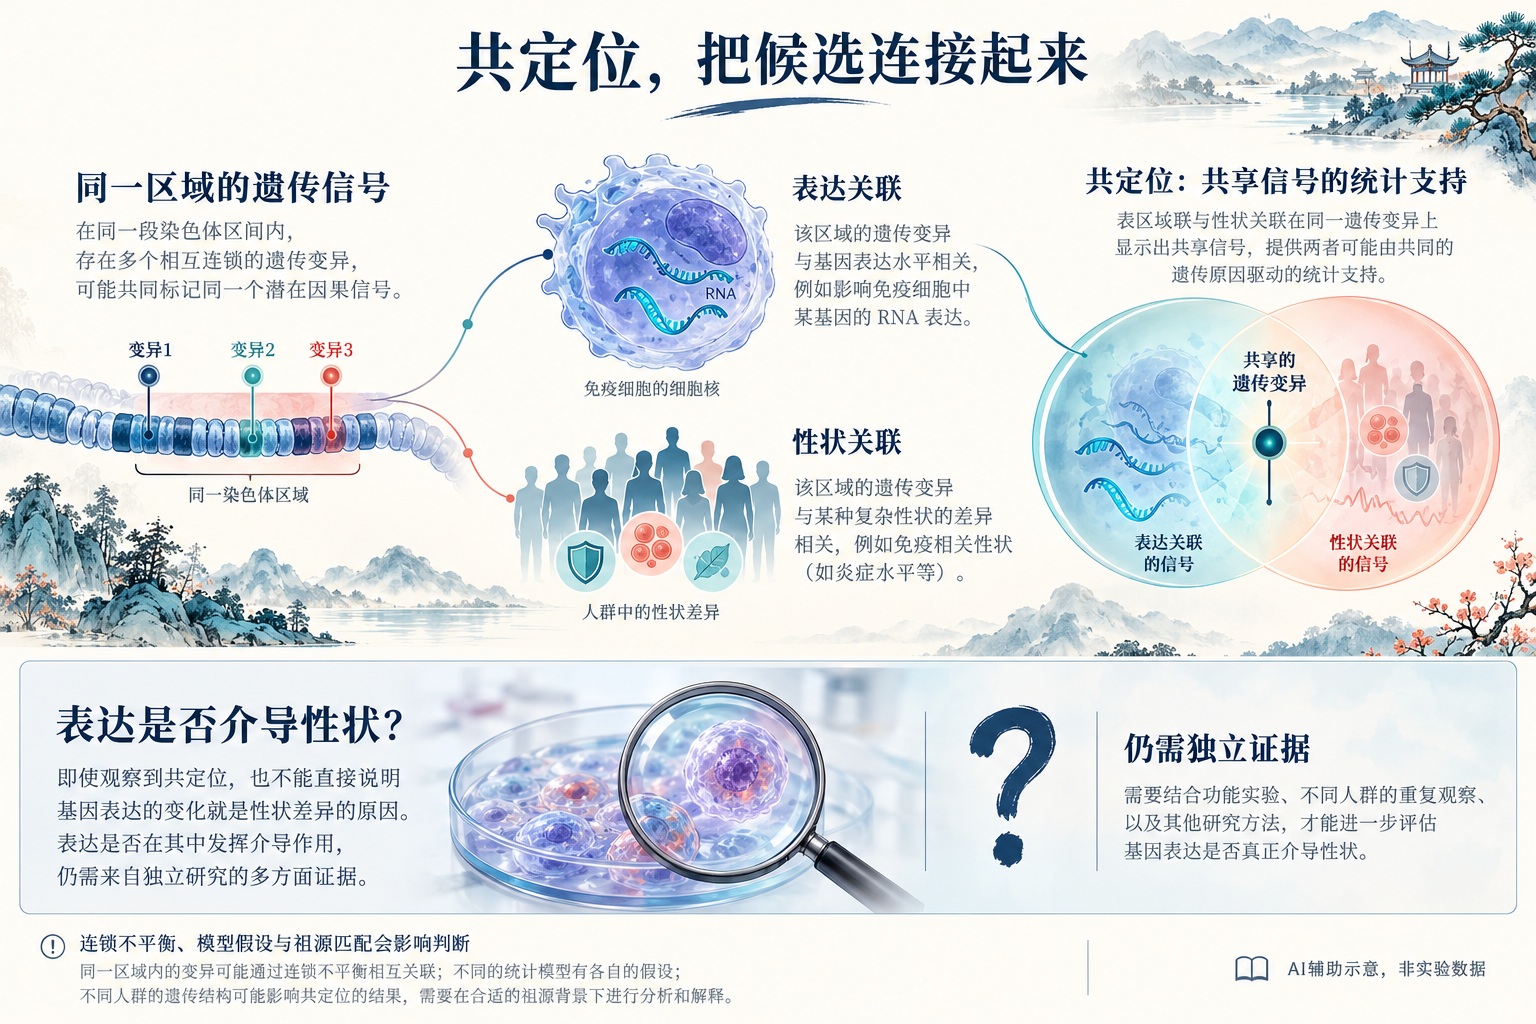 共定位，把候选连接起来
同一区域的遗传信号
在同一段染色体区间内，
存在多个相互连锁的遗传变异，
可能共同标记同一个潜在因果信号。
变异1
变异2
变异3
同一染色体区域
RNA
免疫细胞的细胞核
表达关联
该区域的遗传变异
与基因表达水平相关，
例如影响免疫细胞中
某基因的 RNA 表达。
人群中的性状差异
性状关联
该区域的遗传变异
与某种复杂性状的差异
相关，例如免疫相关性状
（如炎症水平等）。
共定位：共享信号的统计支持
表区域联与性状关联在同一遗传变异上
显示出共享信号，提供两者可能由共同的
遗传原因驱动的统计支持。
共享的
遗传变异
表达关联
的信号
性状关联
的信号
表达是否介导性状？
即使观察到共定位，也不能直接说明
基因表达的变化就是性状差异的原因。
表达是否在其中发挥介导作用，
仍需来自独立研究的多方面证据。
?
仍需独立证据
需要结合功能实验、不同人群的重复观察、
以及其他研究方法，才能进一步评估
基因表达是否真正介导性状。
连锁不平衡、模型假设与祖源匹配会影响判断
同一区域内的变异可能通过连锁不平衡相互关联；不同的统计模型有各自的假设；
不同人群的遗传结构可能影响共定位的结果，需要在合适的祖源背景下进行分析和解释。
AI辅助示意，非实验数据